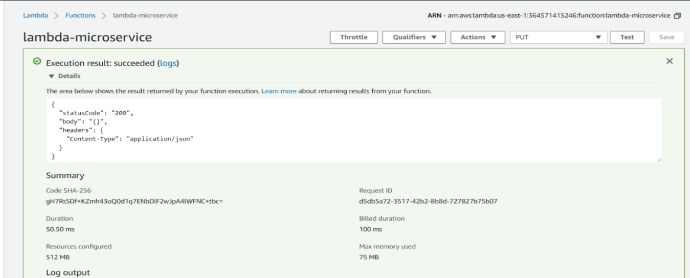 Lambda > Functions > lambda-microservice
ARN - arn:aws:lambda:us-east-1:364571415246:function:lambda-microservice
lambda-microservice
Throttle Qualifiers Actions PUT Test Save
Execution result: succeeded (logs)
Details
The area below shows the result returned by your function execution. Learn more about returning results from your function.
{
"statusCode": "200",
"body": "{}",
"headers": {
"Content-Type": "application/json"
}
}
Summary
Code SHA-256
gH7RsSDf+KZmh43oQ0d1q7ENbDlF2wJpA4lWFNC+tbc=
Request ID
d5db5a72-3517-42b2-8b8d-727827b75b07
Duration
50.50 ms
Billed duration
100 ms
Resources configured
512 MB
Max memory used
75 MB
Log output